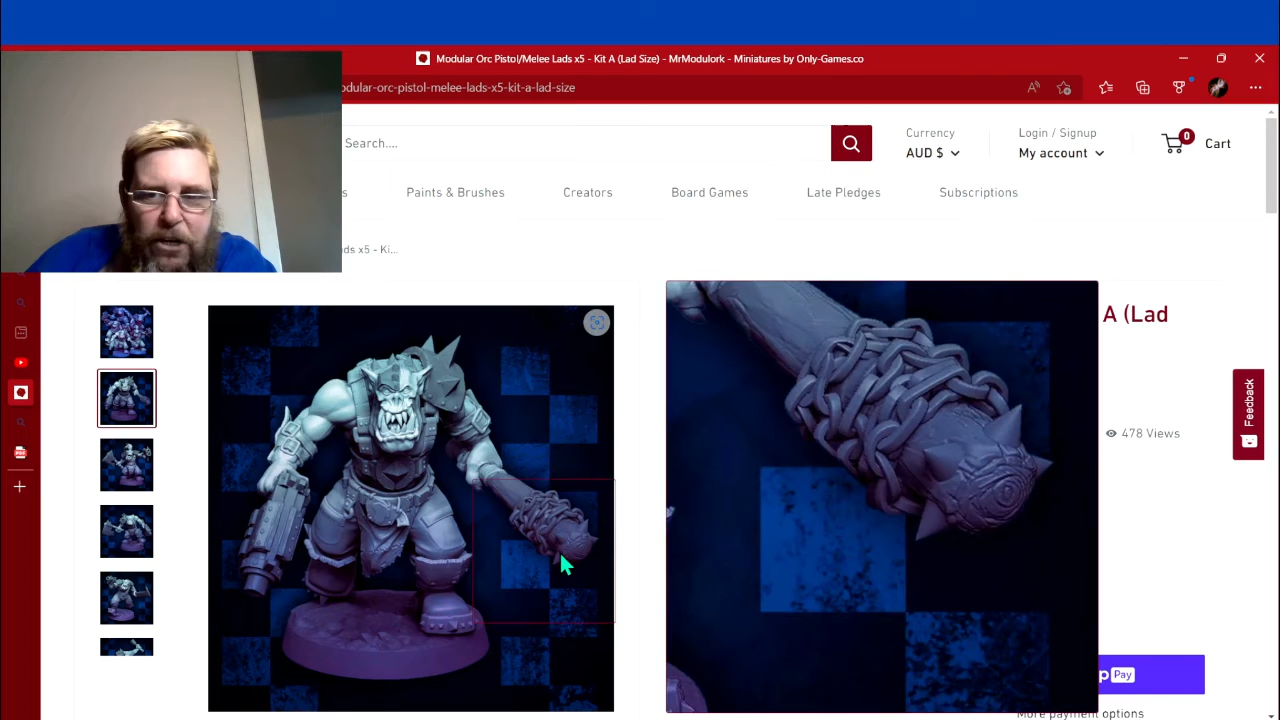 Modular Orc Pistol/Melee Lads x5 - Kit A (Lad Size) - MrModulork - Miniatures by Only-Games.co
odular-orc-pistol-melee-lads-x5-kit-a-lad-size
Search....
Currency
AUD $
Login / Signup
My account
0
Cart
s
Paints & Brushes
Creators
Board Games
Late Pledges
Subscriptions
ds x5 - Ki...
A (Lad
Feedback
478 Views
PDF
Pay
More payment options